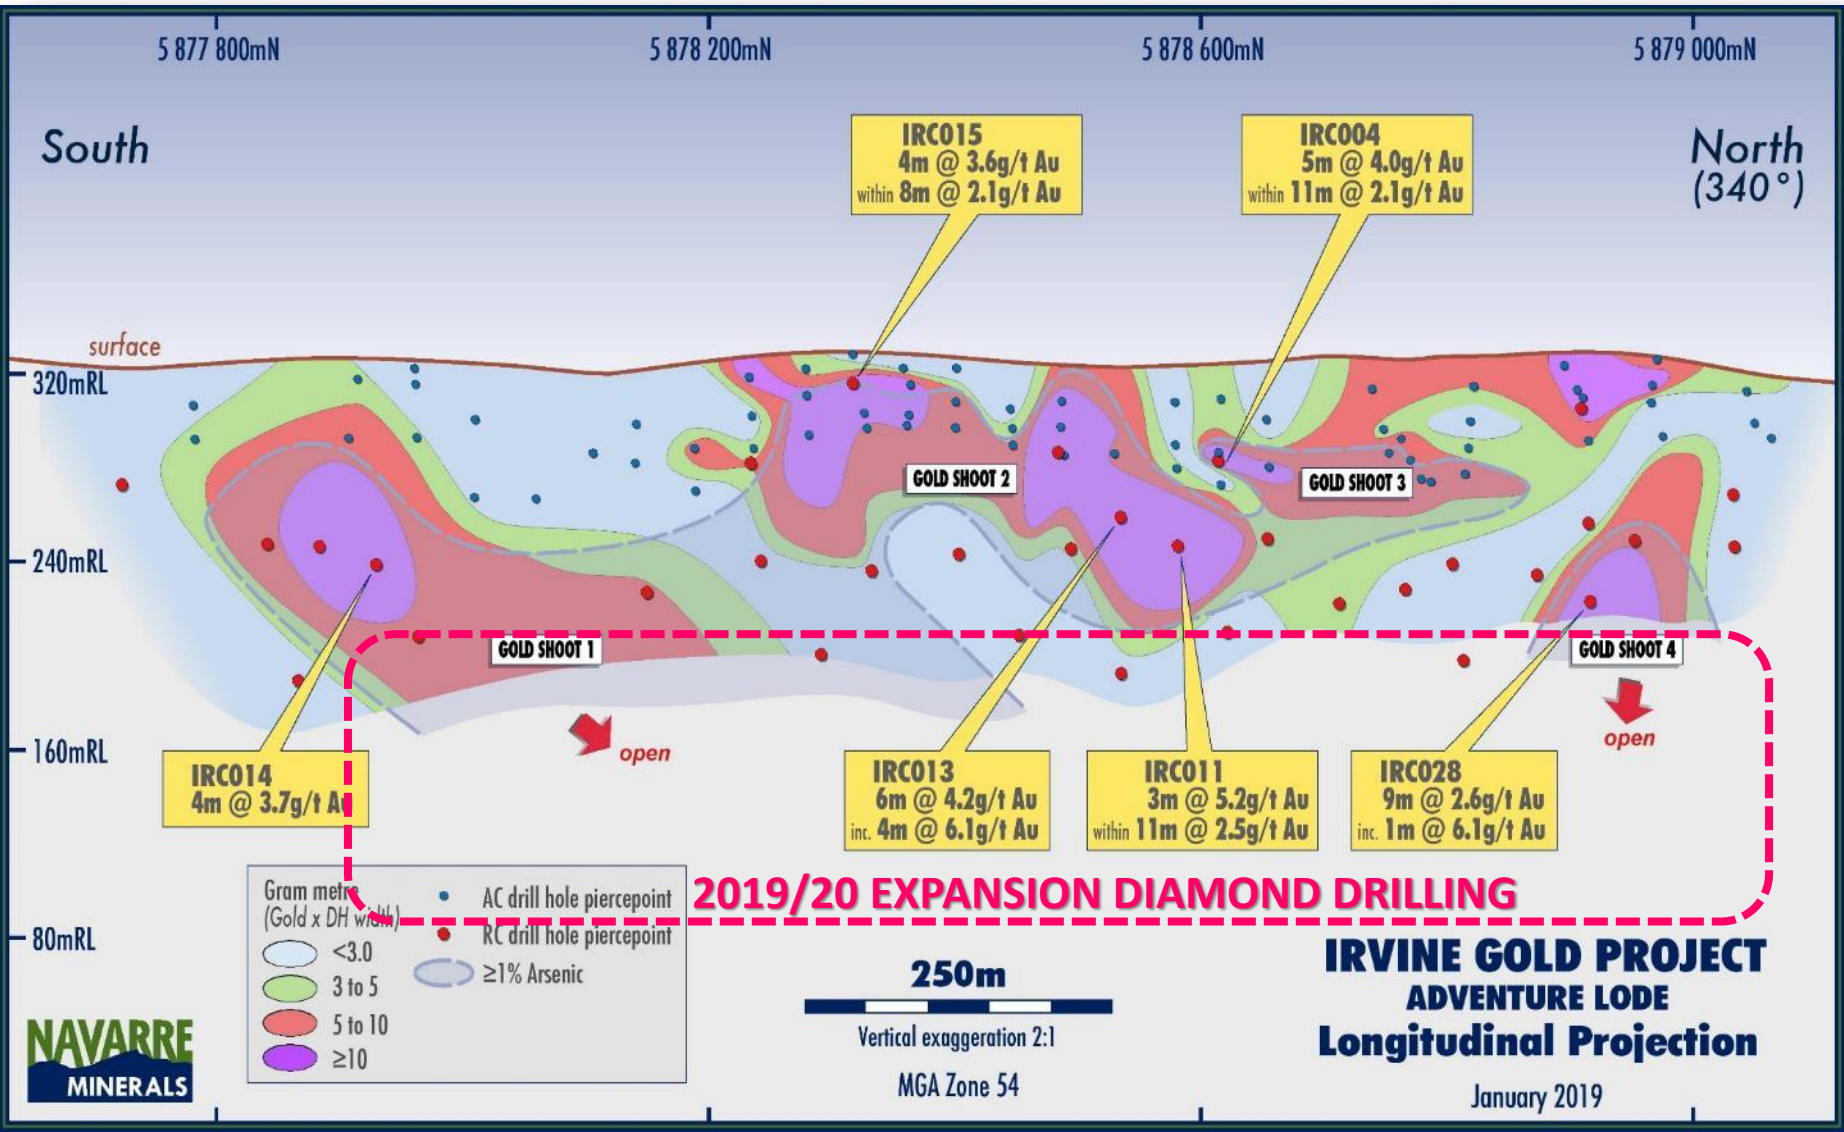 5 877 800mN
5 878 200mN
5 878 600mN
5 879 000mN
South
North
(340°)
IRC015
4m @ 3.6g/t Au
within 8m @ 2.1g/t Au
IRC004
5m @ 4.0g/t Au
within 11m @ 2.1g/t Au
surface
320mRL
240mRL
160mRL
80mRL
GOLD SHOOT 1
GOLD SHOOT 2
GOLD SHOOT 3
GOLD SHOOT 4
open
open
IRC014
4m @ 3.7g/t Au
IRC013
6m @ 4.2g/t Au
inc. 4m @ 6.1g/t Au
IRC011
3m @ 5.2g/t Au
within 11m @ 2.5g/t Au
IRC028
9m @ 2.6g/t Au
inc. 1m @ 6.1g/t Au
2019/20 EXPANSION DIAMOND DRILLING
Gram metre
(Gold x DH width)
<3.0
3 to 5
5 to 10
≥10
AC drill hole piercepoint
RC drill hole piercepoint
≥1% Arsenic
250m
Vertical exaggeration 2:1
MGA Zone 54
IRVINE GOLD PROJECT
ADVENTURE LODE
Longitudinal Projection
January 2019
NAVARRE
MINERALS